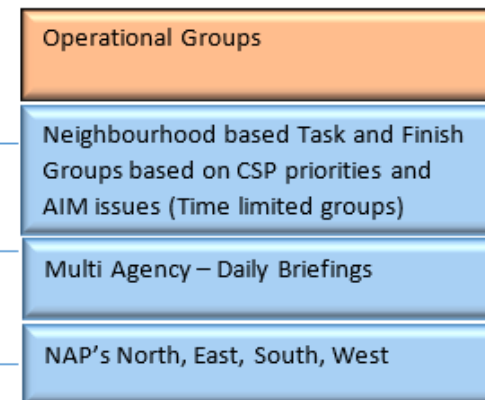 Operational Groups
Neighbourhood based Task and Finish
Groups based on CSP priorities and
AIM issues (Time limited groups)
Multi Agency – Daily Briefings
NAP's North, East, South, West